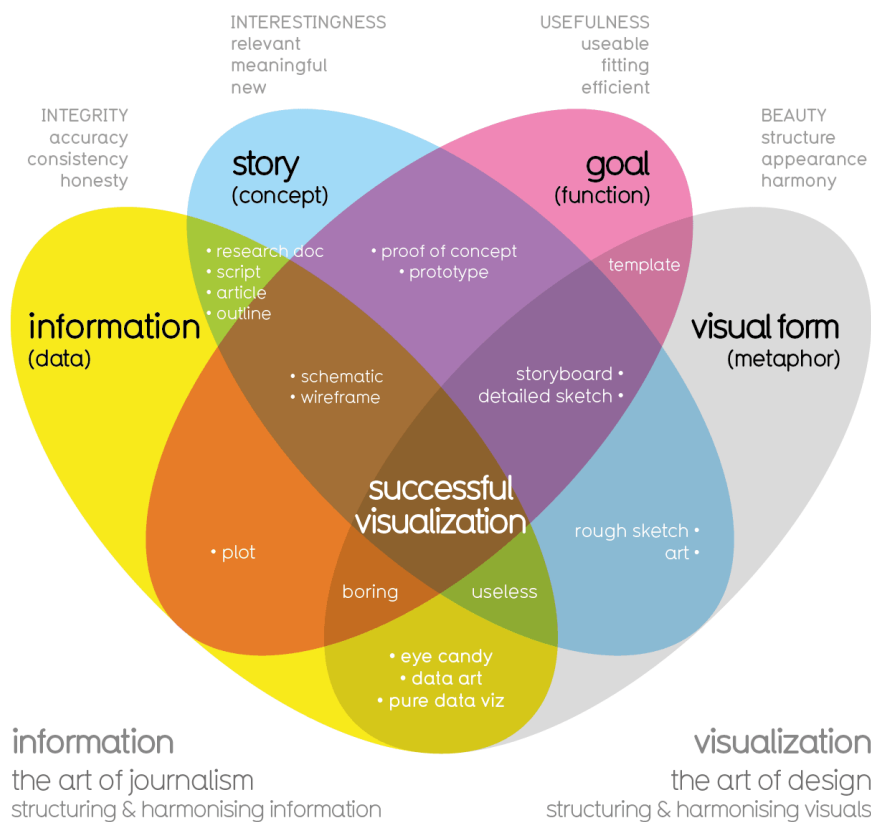 INTERESTINGNESS
relevant
meaningful
new
USEFULNESS
useable
fitting
efficient
INTEGRITY
accuracy
consistency
honesty
BEAUTY
structure
appearance
harmony
story
(concept)
goal
(function)
• research doc
• script
• article
• outline
• proof of concept
• prototype
template
information
(data)
visual form
(metaphor)
• schematic
• wireframe
storyboard •
detailed sketch •
successful
visualization
• plot
rough sketch •
art •
boring
useless
• eye candy
• data art
• pure data viz
information
the art of journalism
structuring & harmonising information
visualization
the art of design
structuring & harmonising visuals